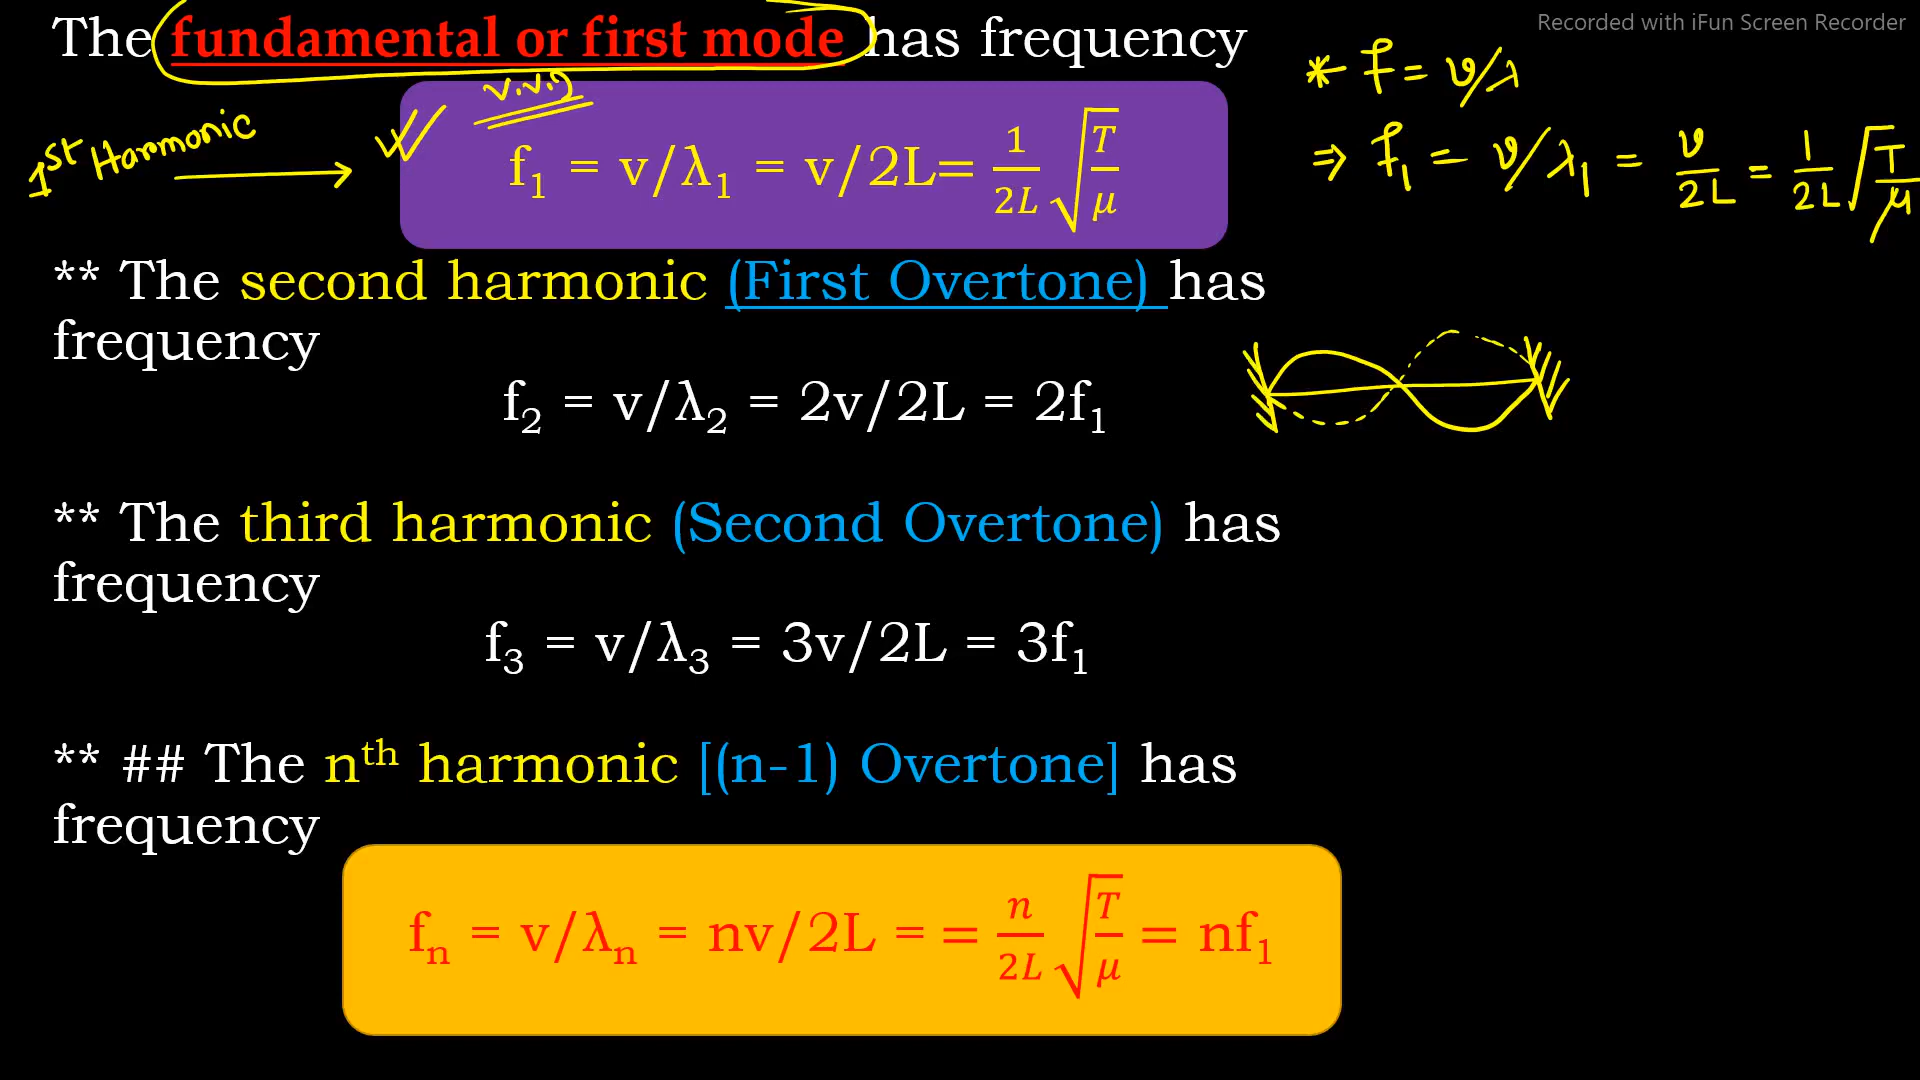 Recorded with iFun Screen Recorder
The fundamental or first mode has frequency
* f = v/λ
v.v.2
1st Harmonic
f₁ = v/λ₁ = v/2L= 1/2L √T/μ
⇒ f₁ = v/λ₁ = v/2L = 1/2L √T/μ
** The second harmonic (First Overtone) has
frequency
f₂ = v/λ₂ = 2v/2L = 2f₁
** The third harmonic (Second Overtone) has
frequency
f₃ = v/λ₃ = 3v/2L = 3f₁
** ## The nᵗʰ harmonic [(n-1) Overtone] has
frequency
fₙ = v/λₙ = nv/2L = = n/2L √T/μ = nf₁